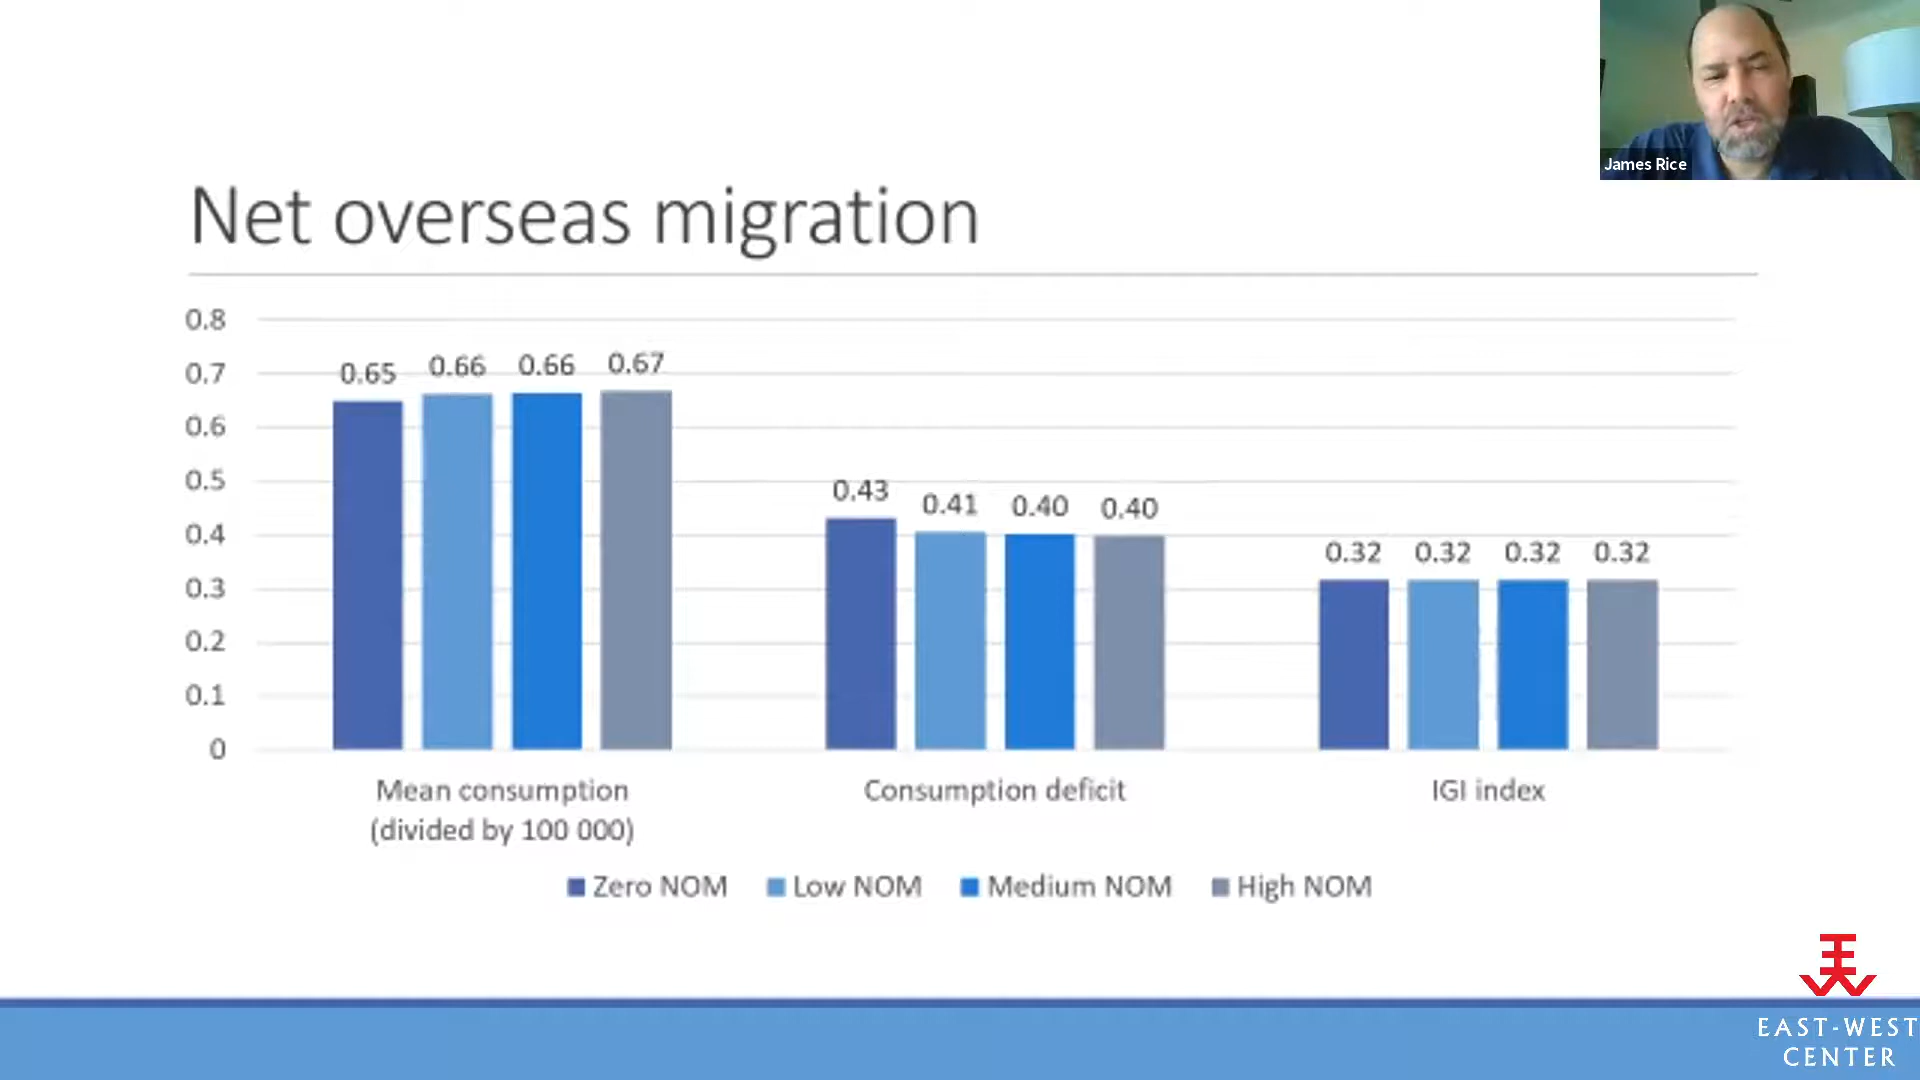 James Rice
Net overseas migration
0.8
0.7
0.6
0.5
0.4
0.3
0.2
0.1
0
0.65 0.66 0.66 0.67
0.43 0.41 0.40 0.40
0.32 0.32 0.32 0.32
Mean consumption
(divided by 100 000)
Consumption deficit
IGI index
Zero NOM Low NOM Medium NOM High NOM
EAST-WEST
CENTER